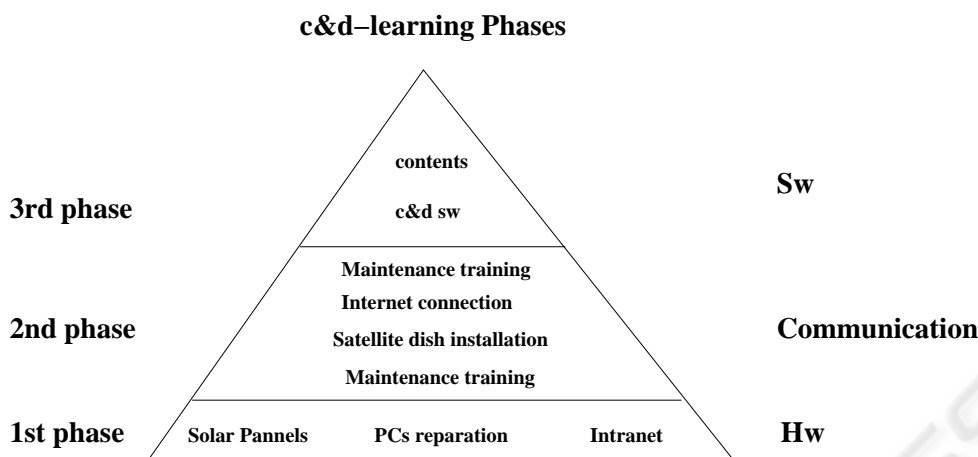 c&d−learning Phases
contents
Sw
3rd phase
c&d sw
Maintenance training
Internet connection
2nd phase
Satellite dish installation
Communication
Maintenance training
1st phase
Solar Pannels
PCs reparation
Intranet
Hw